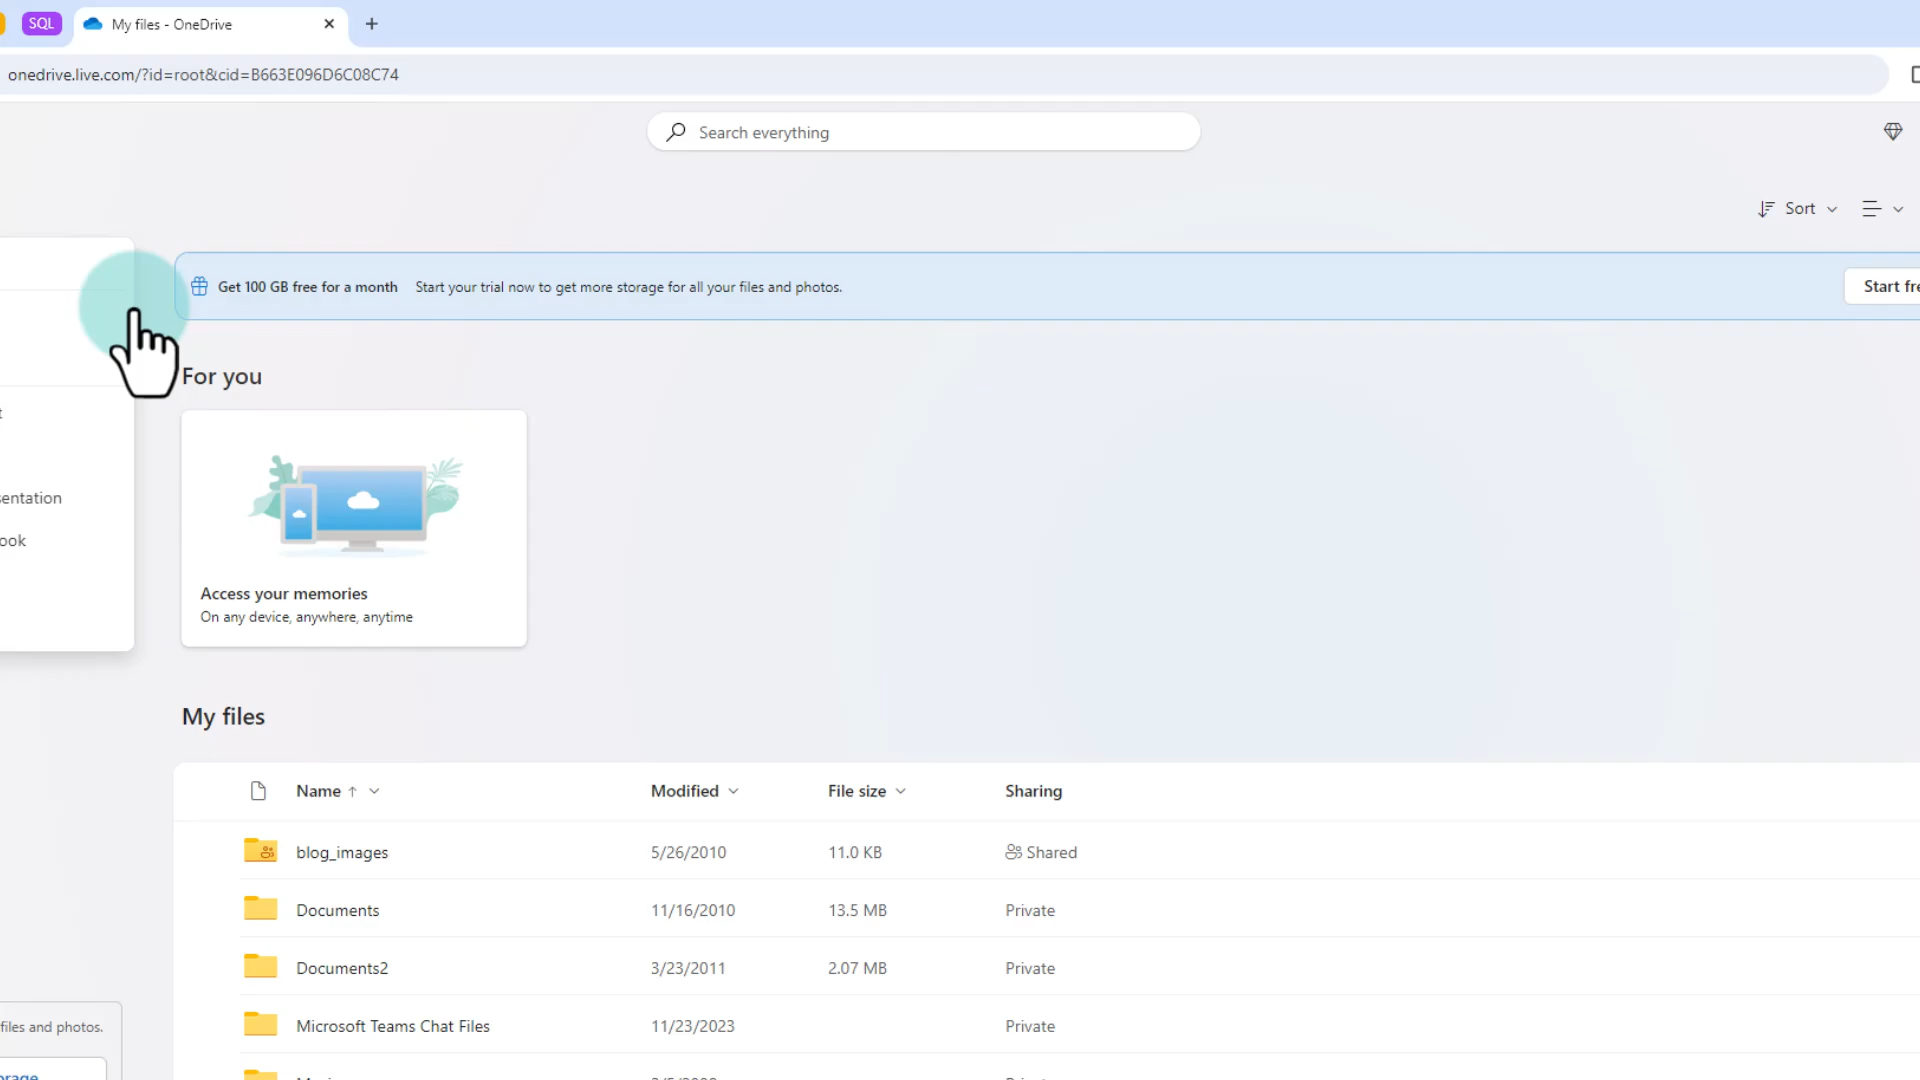 SQL
My files - OneDrive
onedrive.live.com/?id=root&cid=B663E096D6C08C74
Search everything
Sort
Get 100 GB free for a month Start your trial now to get more storage for all your files and photos.
Start fre
For you
t
sentation
ook
Access your memories
On any device, anywhere, anytime
My files
Name Modified File size Sharing
blog_images 5/26/2010 11.0 KB Shared
Documents 11/16/2010 13.5 MB Private
Documents2 3/23/2011 2.07 MB Private
files and photos.
Microsoft Teams Chat Files 11/23/2023 Private